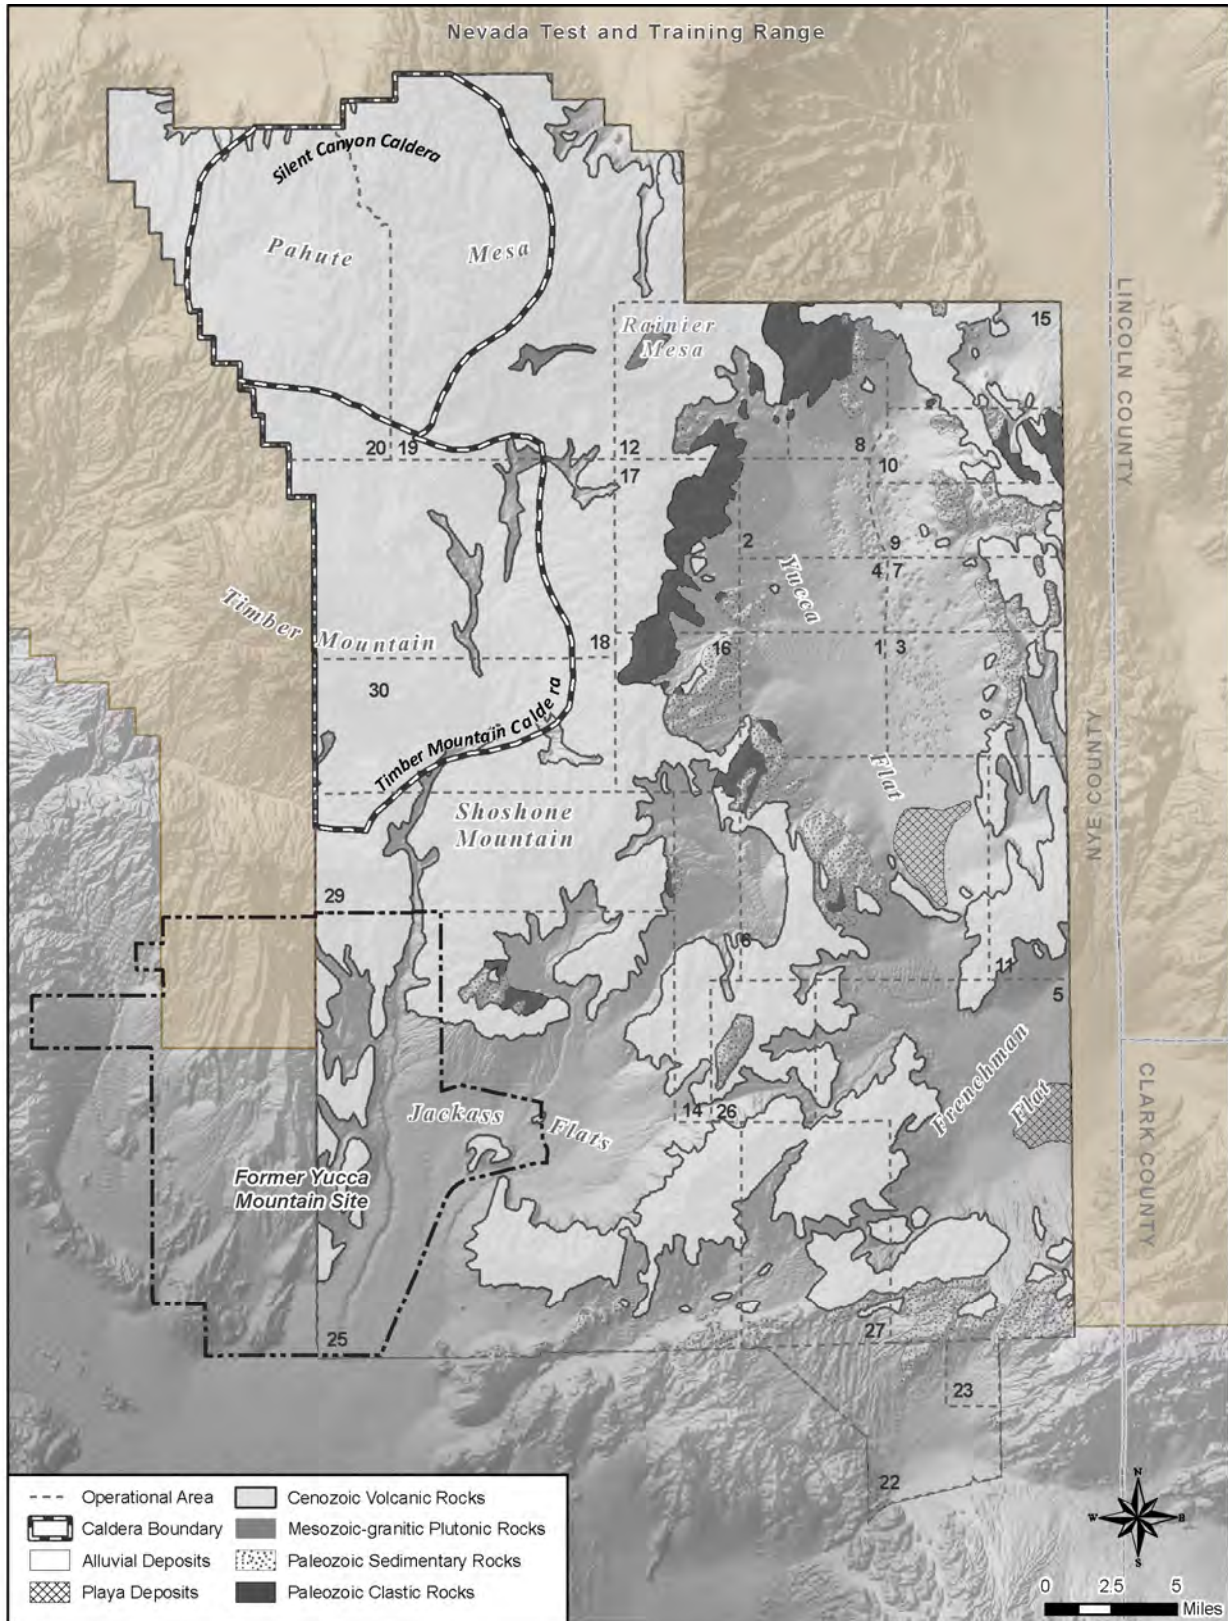 Nevada Test and Training Range
Silent Canyon Caldera
Pahute
Mesa
Rainier
Mesa
15
LINCOLN COUNTY
20
19
12
17
8
10
2
9
4
7
Yucca
Timber
Mountain
18
16
1
3
30
Timber Mountain Caldera
Flat
NYE COUNTY
Shoshone
Mountain
29
6
11
5
Frenchman
Flat
Jackass
Flats
14
26
CLARK COUNTY
Former Yucca
Mountain Site
25
27
23
22
Operational Area
Caldera Boundary
Alluvial Deposits
Playa Deposits
Cenozoic Volcanic Rocks
Mesozoic-granitic Plutonic Rocks
Paleozoic Sedimentary Rocks
Paleozoic Clastic Rocks
N
W
E
S
0 2.5 5
Miles